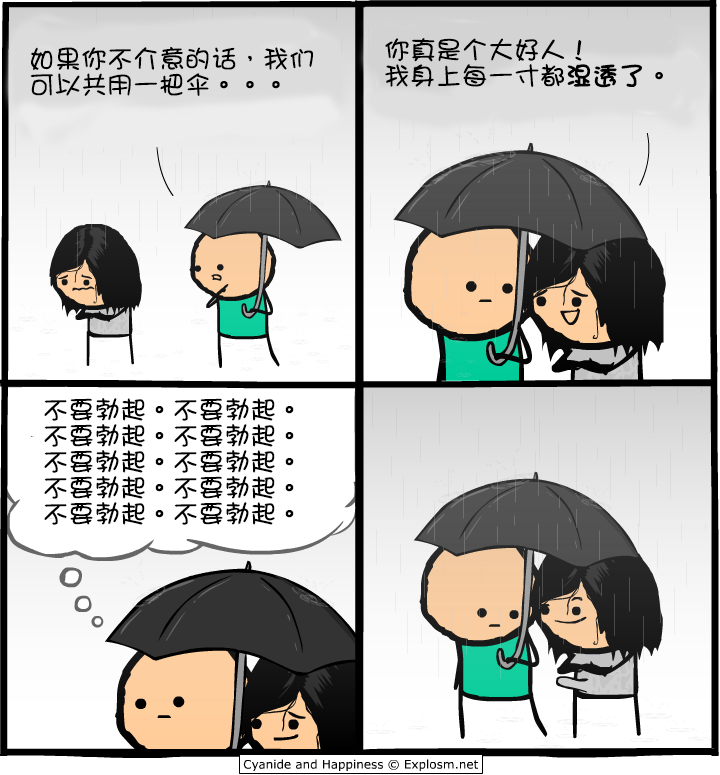 如果你不介意的话，我们
可以共用一把伞。。。
你真是个大好人！
我身上每一寸都湿透了。
不要勃起。不要勃起。
不要勃起。不要勃起。
不要勃起。不要勃起。
不要勃起。不要勃起。
不要勃起。不要勃起。
Cyanide and Happiness © Explosm.net